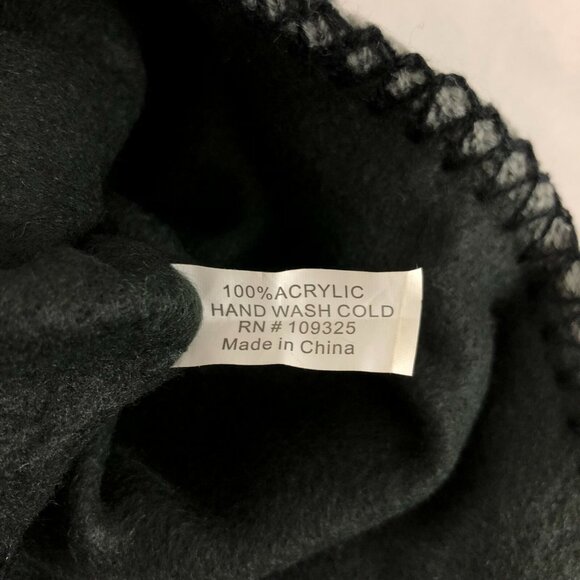 100%ACRYLIC
HAND WASH COLD
RN # 109325
Made in China